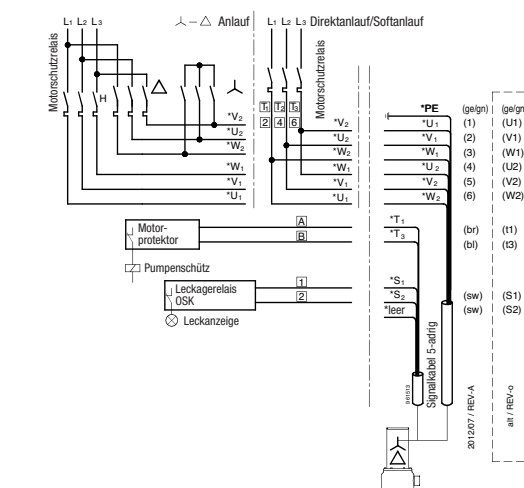 L1 L2 L3 ⅄ – △ Anlauf
L1 L2 L3 Direktanlauf/Softanlauf
Motorschutzrelais
H
△
⅄
*V2
*U2
*W2
*W1
*V1
*U1
Motorschutzrelais
T1 T2 T3
2 4 6
*V2
*U2
*W2
*W1
*V1
*U1
*PE (ge/gn) (ge/gn)
*U1 (1) (U1)
*V1 (2) (V1)
*W1 (3) (W1)
*U2 (4) (U2)
*V2 (5) (V2)
*W2 (6) (W2)
Motor-
protektor
A
B
*T1 (br) (t1)
*T3 (bl) (t3)
Pumpenschütz
Leckagerelais
OSK
1
2
*S1 (sw) (S1)
*S2 (sw) (S2)
*leer
Leckanzeige
Signalkabel 5-adrig
2012/07 / REV-A
alt / REV-o
⅄
△